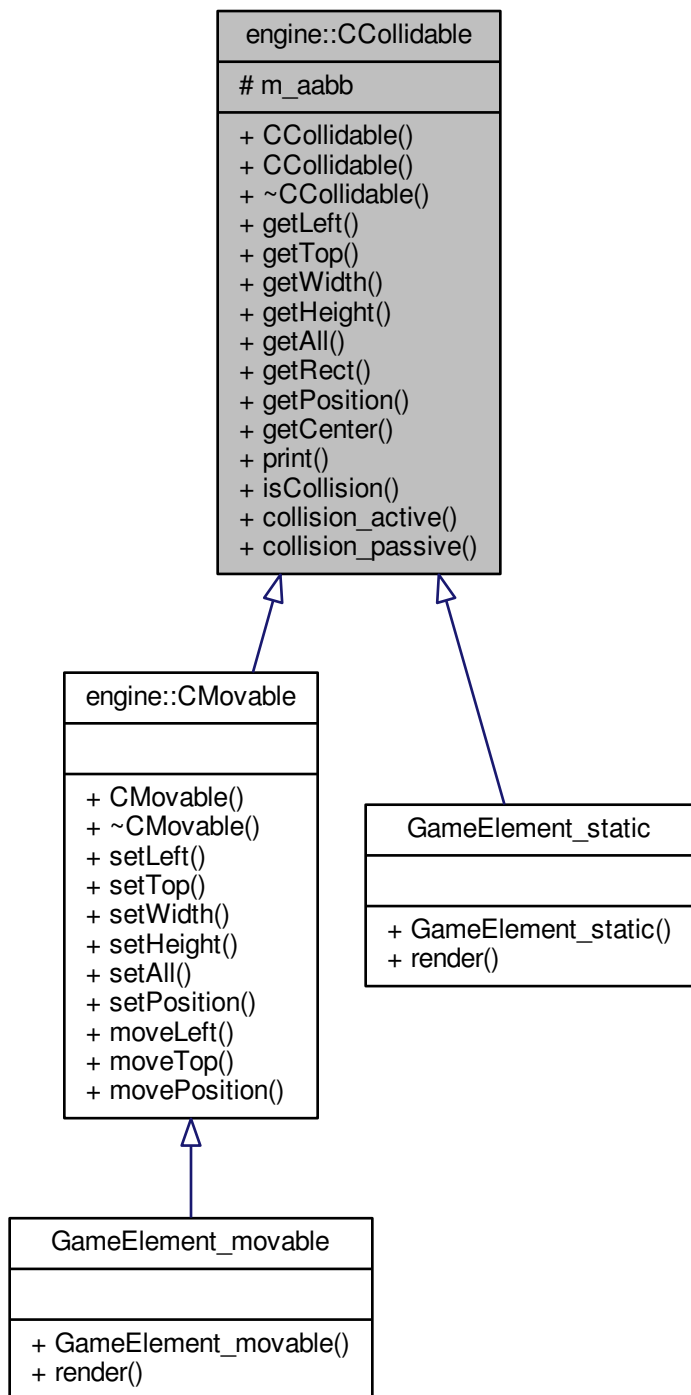 engine::CCollidable
# m_aabb
+ CCollidable()
+ CCollidable()
+ ~CCollidable()
+ getLeft()
+ getTop()
+ getWidth()
+ getHeight()
+ getAll()
+ getRect()
+ getPosition()
+ getCenter()
+ print()
+ isCollision()
+ collision_active()
+ collision_passive()
engine::CMovable
+ CMovable()
+ ~CMovable()
+ setLeft()
+ setTop()
+ setWidth()
+ setHeight()
+ setAll()
+ setPosition()
+ moveLeft()
+ moveTop()
+ movePosition()
GameElement_static
+ GameElement_static()
+ render()
GameElement_movable
+ GameElement_movable()
+ render()